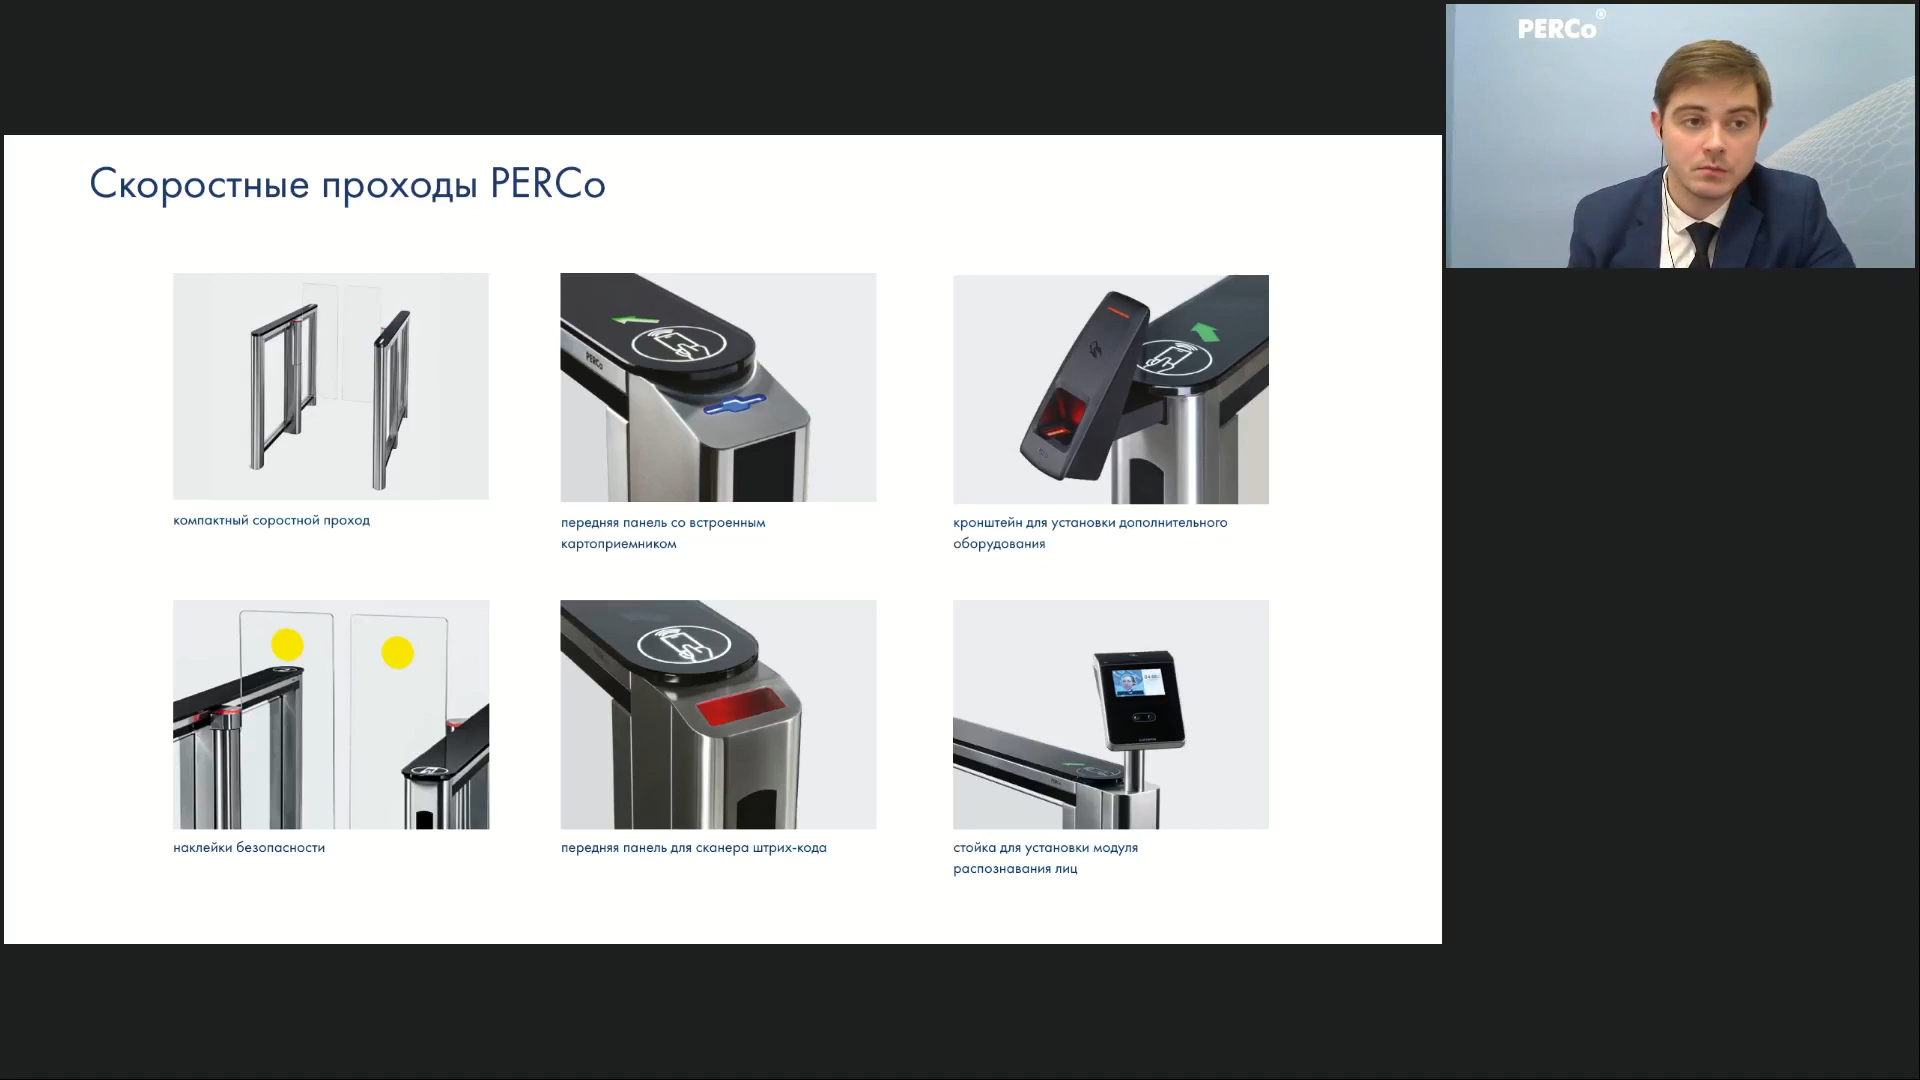 PERCo®
Скоростные проходы PERCo
PERCo
компактный соростной проход
передняя панель со встроенным
картоприемником
кронштейн для установки дополнительного
оборудования
наклейки безопасности
передняя панель для сканера штрих-кода
стойка для установки модуля
распознавания лиц